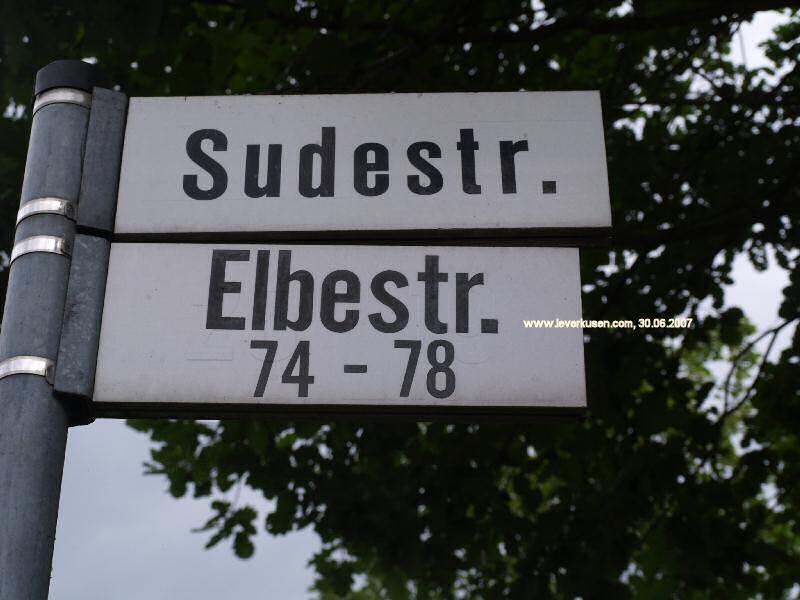 Sudestr.
Elbestr.
www.leverkusen.com, 30.06.2007
74 - 78